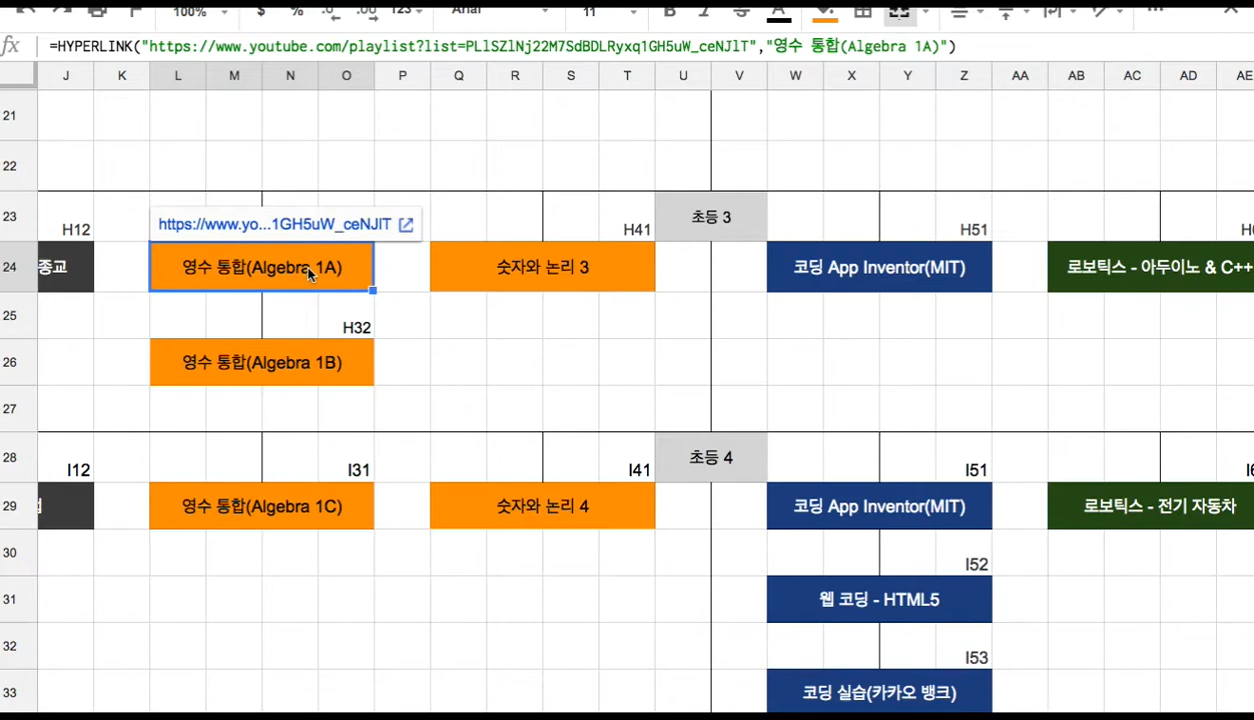 100% $ % .0 .00 123 Arial 11 B I S A
fx =HYPERLINK("https://www.youtube.com/playlist?list=PLlSZlNj22M7SdBDLRyxq1GH5uW_ceNJlT","영수 통합(Algebra 1A)")
J K L M N O P Q R S T U V W X Y Z AA AB AC AD AE
21
22
23 H12 https://www.yo...1GH5uW_ceNJlT H41 초등 3 H51
24 종교 영수 통합(Algebra 1A) 숫자와 논리 3 코딩 App Inventor(MIT) 로보틱스 - 아두이노 & C++
25 H32
26 영수 통합(Algebra 1B)
27
28 I12 I31 I41 초등 4 I51
29 영수 통합(Algebra 1C) 숫자와 논리 4 코딩 App Inventor(MIT) 로보틱스 - 전기 자동차
30 I52
31 웹 코딩 - HTML5
32 I53
33 코딩 실습(카카오 뱅크)